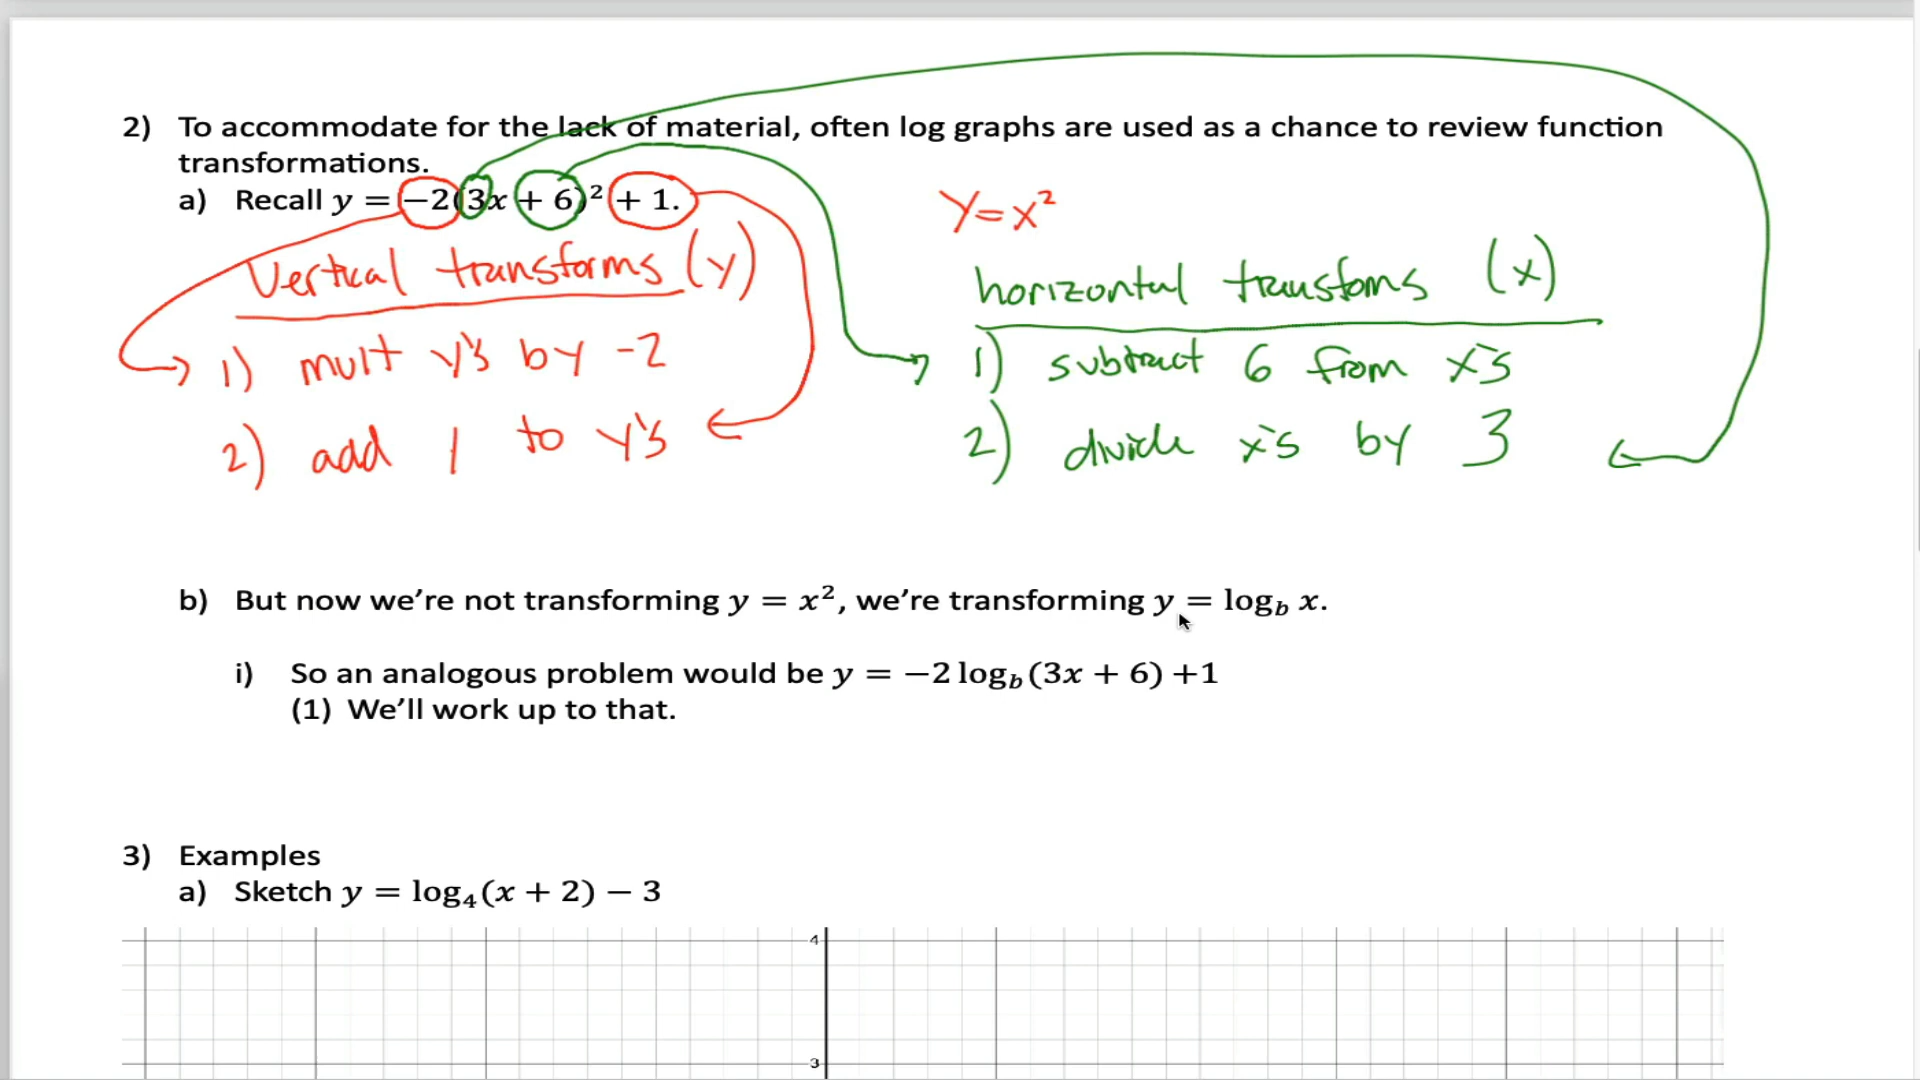 2) To accommodate for the lack of material, often log graphs are used as a chance to review function
transformations.
a) Recall y = −2(3x + 6)² + 1.
y=x²
Vertical transforms (y)
horizontal transfoms (x)
1) mult y's by -2
1) subtract 6 from x's
2) add 1 to y's
2) divide x's by 3
b) But now we’re not transforming y = x², we’re transforming y = log_b x.
i) So an analogous problem would be y = −2 log_b(3x + 6) +1
(1) We’ll work up to that.
3) Examples
a) Sketch y = log₄(x + 2) − 3
4
3